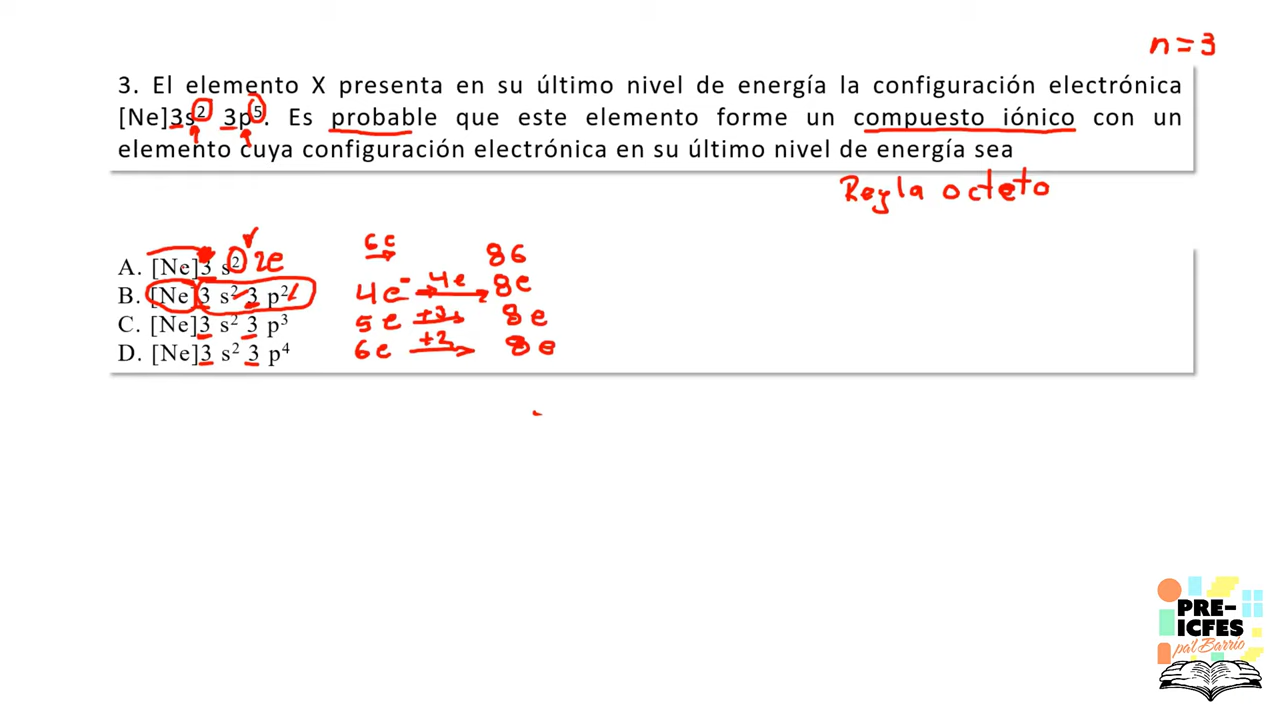 n = 3
3. El elemento X presenta en su último nivel de energía la configuración electrónica
[Ne]3s² 3p⁵. Es probable que este elemento forme un compuesto iónico con un
elemento cuya configuración electrónica en su último nivel de energía sea
Regla octeto
A. [Ne]3 s² 2e 6e 8e
B. [Ne]3 s² 3 p² 4e⁻ 4e 8e
C. [Ne]3 s² 3 p³ 5e +3 8e
D. [Ne]3 s² 3 p⁴ 6e +2 8e
PRE-
ICFES
pa'l Barrio